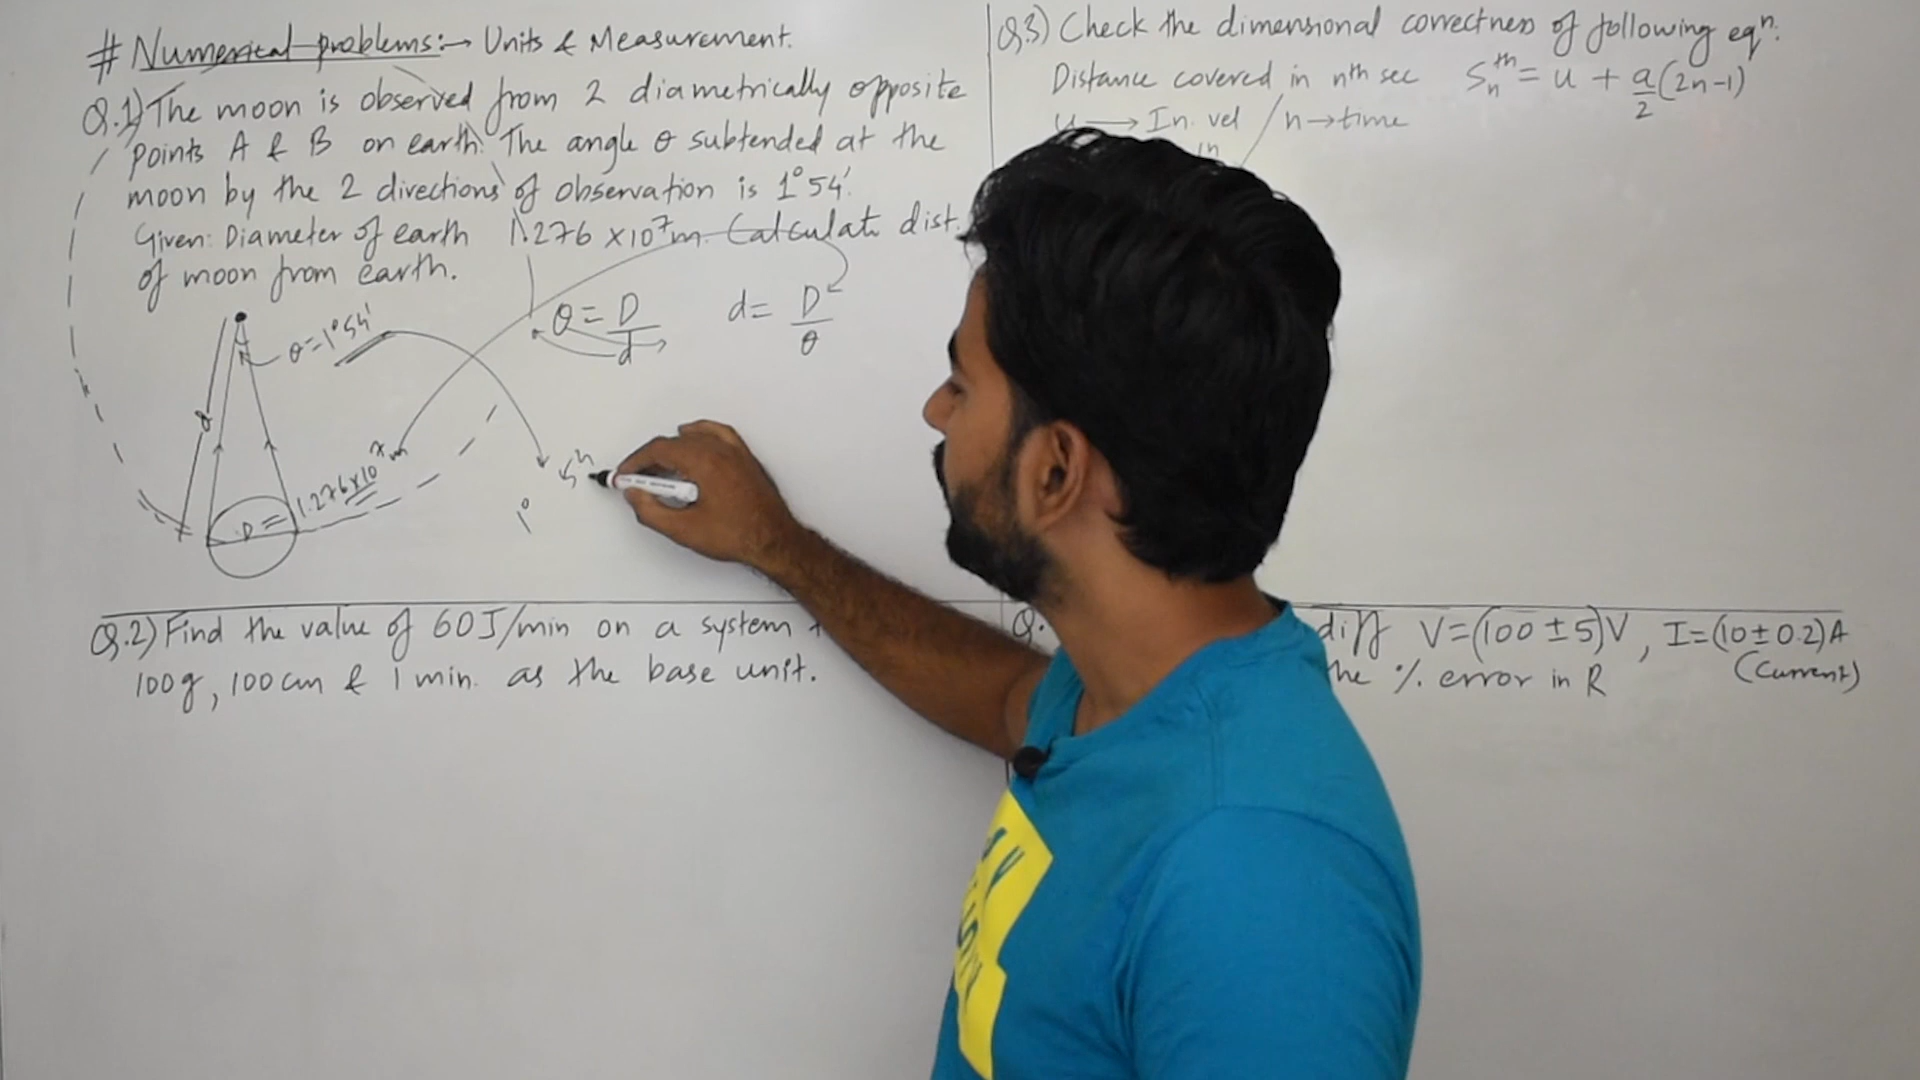 # Numerical problems:→ Units & Measurement.
Q.1) The moon is observed from 2 diametrically opposite
points A & B on earth. The angle θ subtended at the
moon by the 2 directions of observation is 1°54'.
Given: Diameter of earth 1.276 ×10⁷m. Calculate dist.
of moon from earth.
θ=1°54'
θ = D/d
d = D/θ
d
D = 1.276×10⁷m
1°
Q.2) Find the value of 60J/min on a system
100g, 100cm & 1 min. as the base unit.
Q.3) Check the dimensional correctness of following eqⁿ.
Distance covered in nth sec Sₙᵗʰ = u + a/2(2n-1)
u → In. vel / n→time
Q.
diff V=(100±5)V, I=(10±0.2)A
the % error in R (Current)